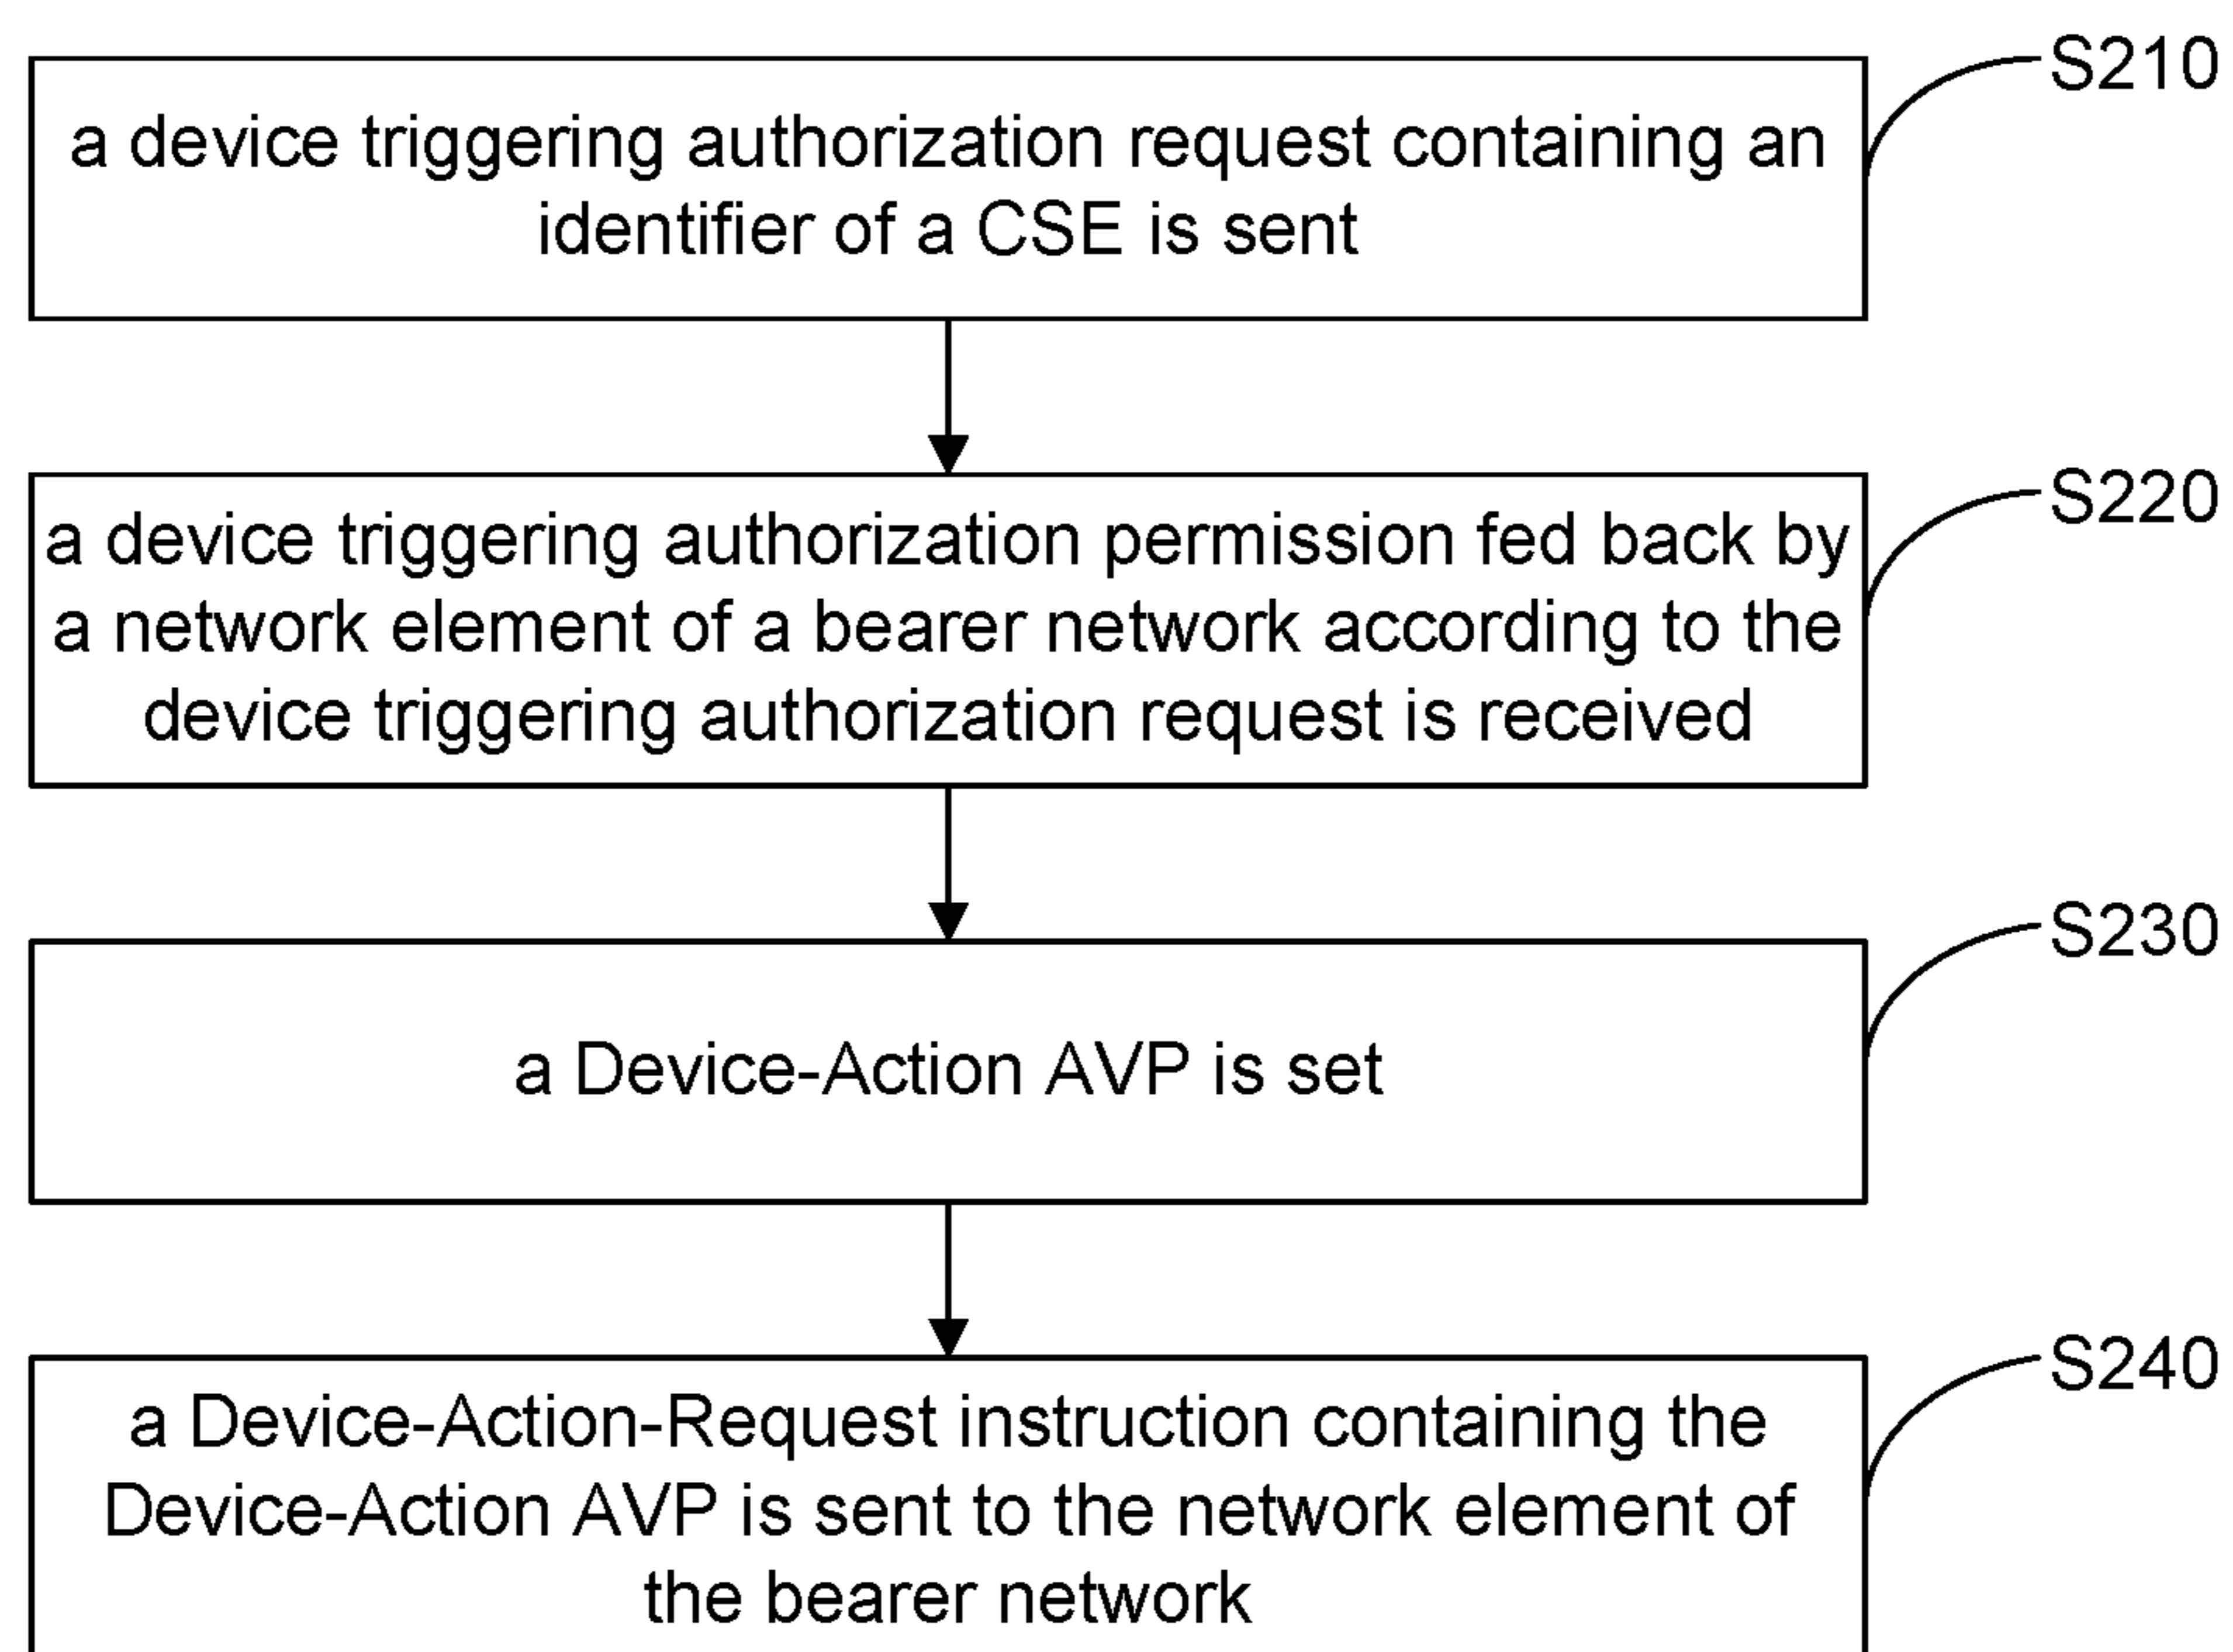 S210
a device triggering authorization request containing an
identifier of a CSE is sent
S220
a device triggering authorization permission fed back by
a network element of a bearer network according to the
device triggering authorization request is received
S230
a Device-Action AVP is set
S240
a Device-Action-Request instruction containing the
Device-Action AVP is sent to the network element of
the bearer network